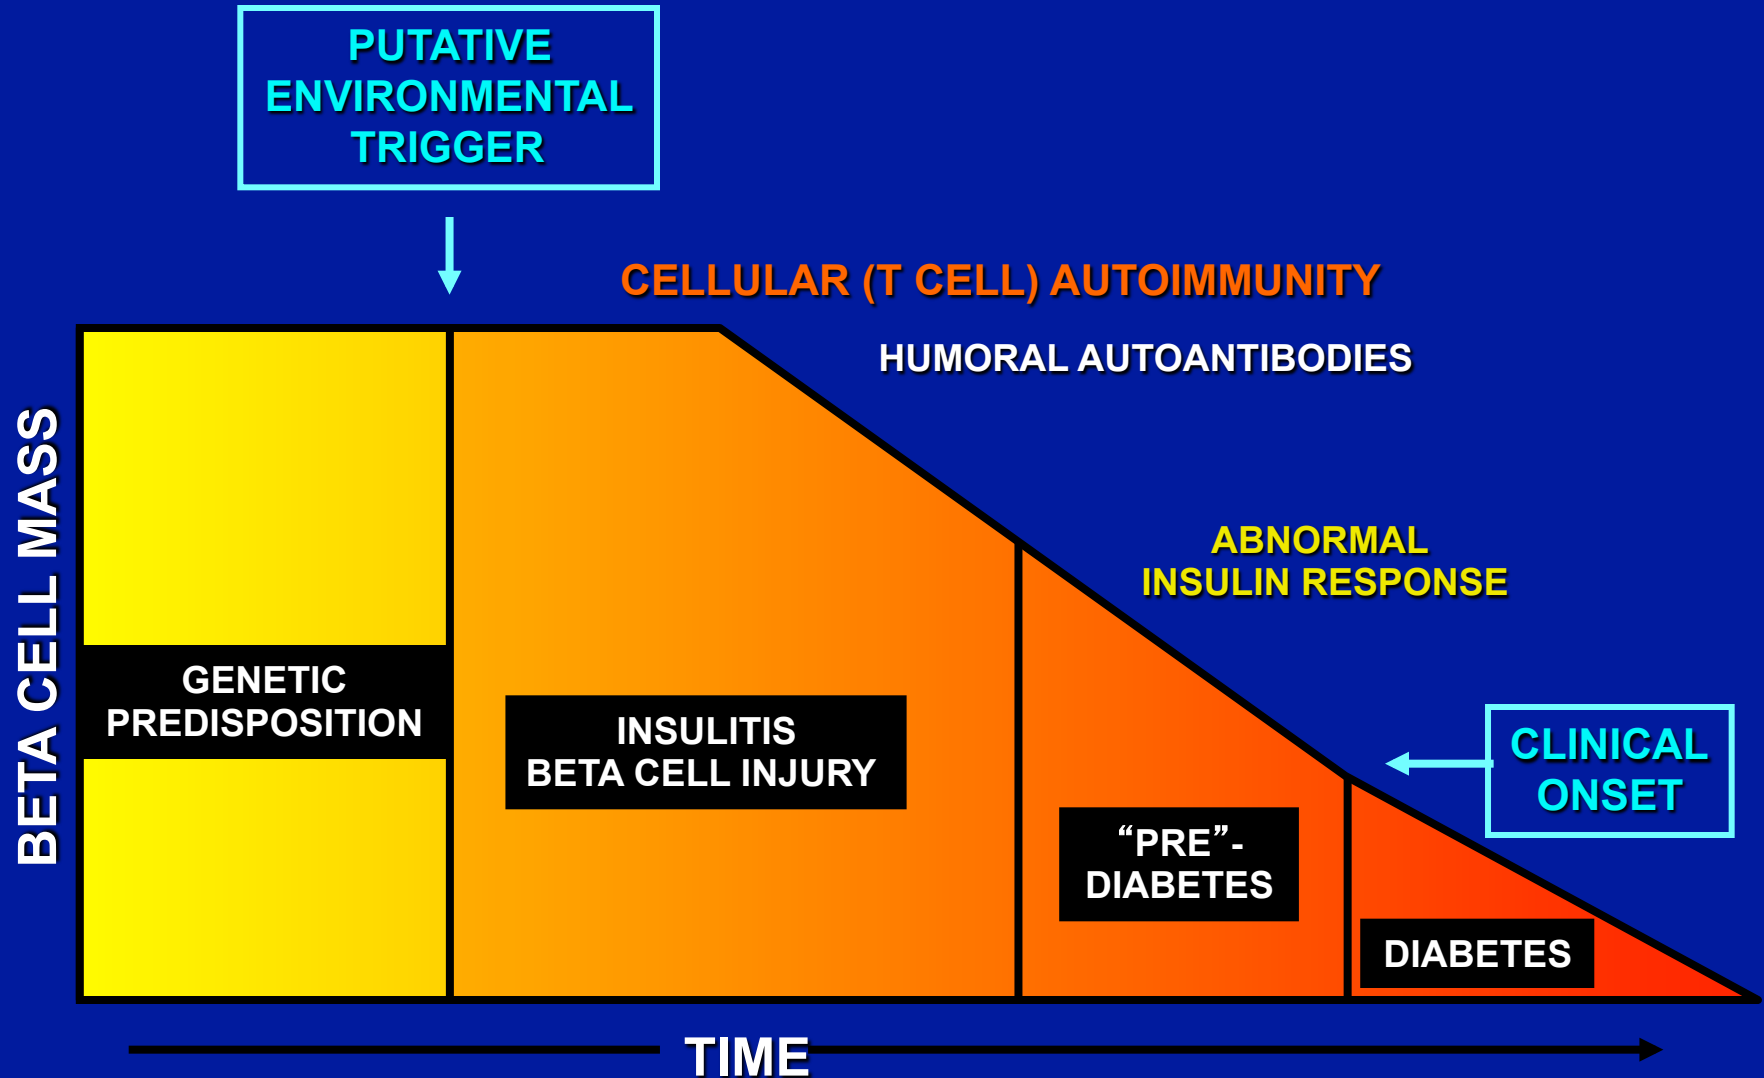 PUTATIVE
ENVIRONMENTAL
TRIGGER
CELLULAR (T CELL) AUTOIMMUNITY
HUMORAL AUTOANTIBODIES
BETA CELL MASS
ABNORMAL
INSULIN RESPONSE
GENETIC
PREDISPOSITION
INSULITIS
BETA CELL INJURY
CLINICAL
ONSET
“PRE”-
DIABETES
DIABETES
TIME